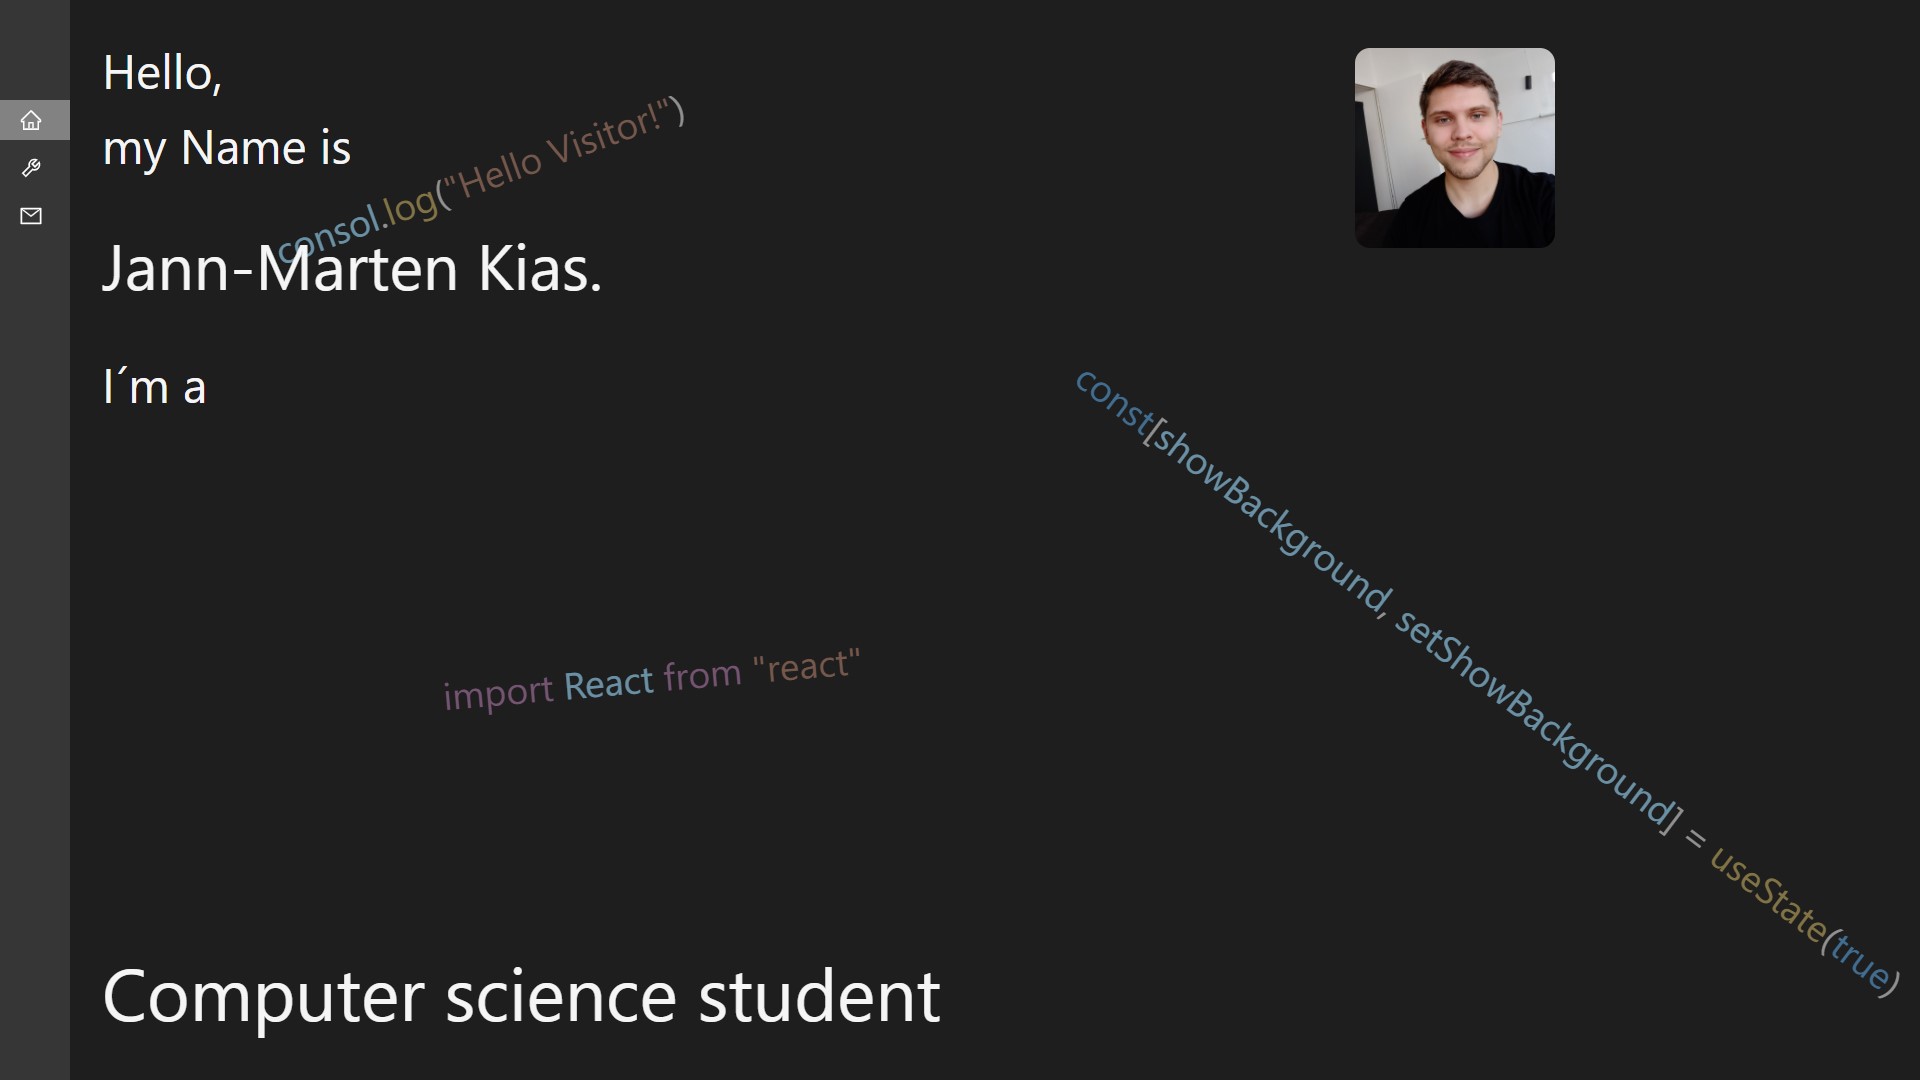 Hello,
my Name is
consol.log("Hello Visitor!")
Jann-Marten Kias.
I´m a
const[showBackground, setShowBackground] = useState(true)
import React from "react"
Computer science student